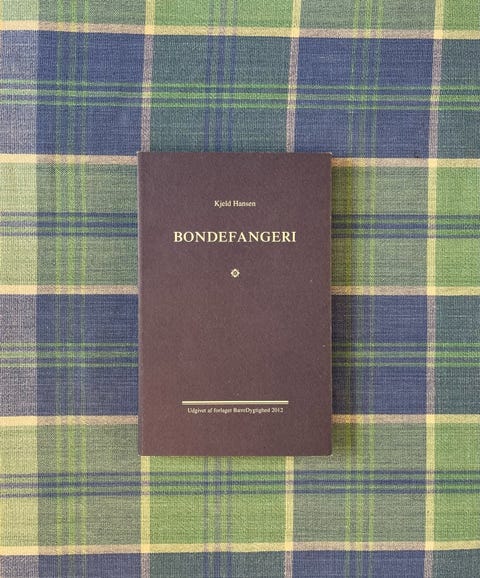 Kjeld Hansen
BONDEFANGERI
Udgivet af forlaget BæreDygtighed 2012